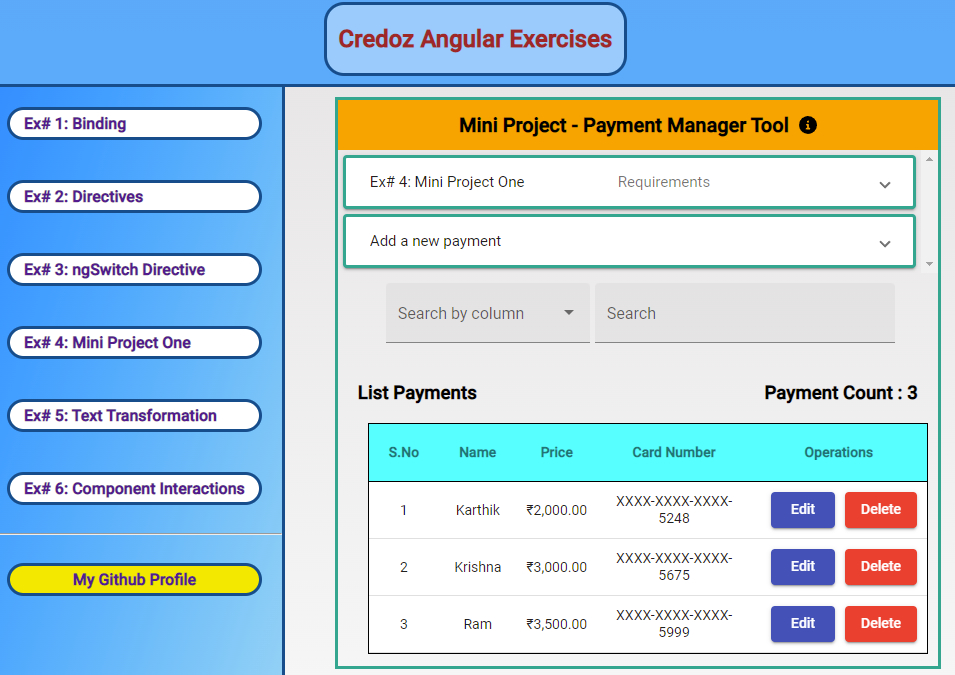 Credoz Angular Exercises
Ex# 1: Binding
Ex# 2: Directives
Ex# 3: ngSwitch Directive
Ex# 4: Mini Project One
Ex# 5: Text Transformation
Ex# 6: Component Interactions
My Github Profile
Mini Project - Payment Manager Tool
Ex# 4: Mini Project One Requirements
Add a new payment
Search by column Search
List Payments Payment Count : 3
S.No Name Price Card Number Operations
1 Karthik ₹2,000.00 XXXX-XXXX-XXXX-
5248 Edit Delete
2 Krishna ₹3,000.00 XXXX-XXXX-XXXX-
5675 Edit Delete
3 Ram ₹3,500.00 XXXX-XXXX-XXXX-
5999 Edit Delete